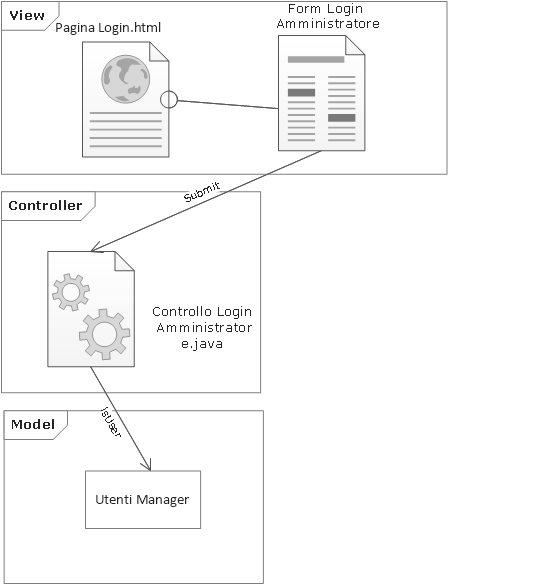 View
Pagina Login.html
Form Login
Amministratore
Submit
Controller
Controllo Login
Amministrator
e.java
isUser
Model
Utenti Manager